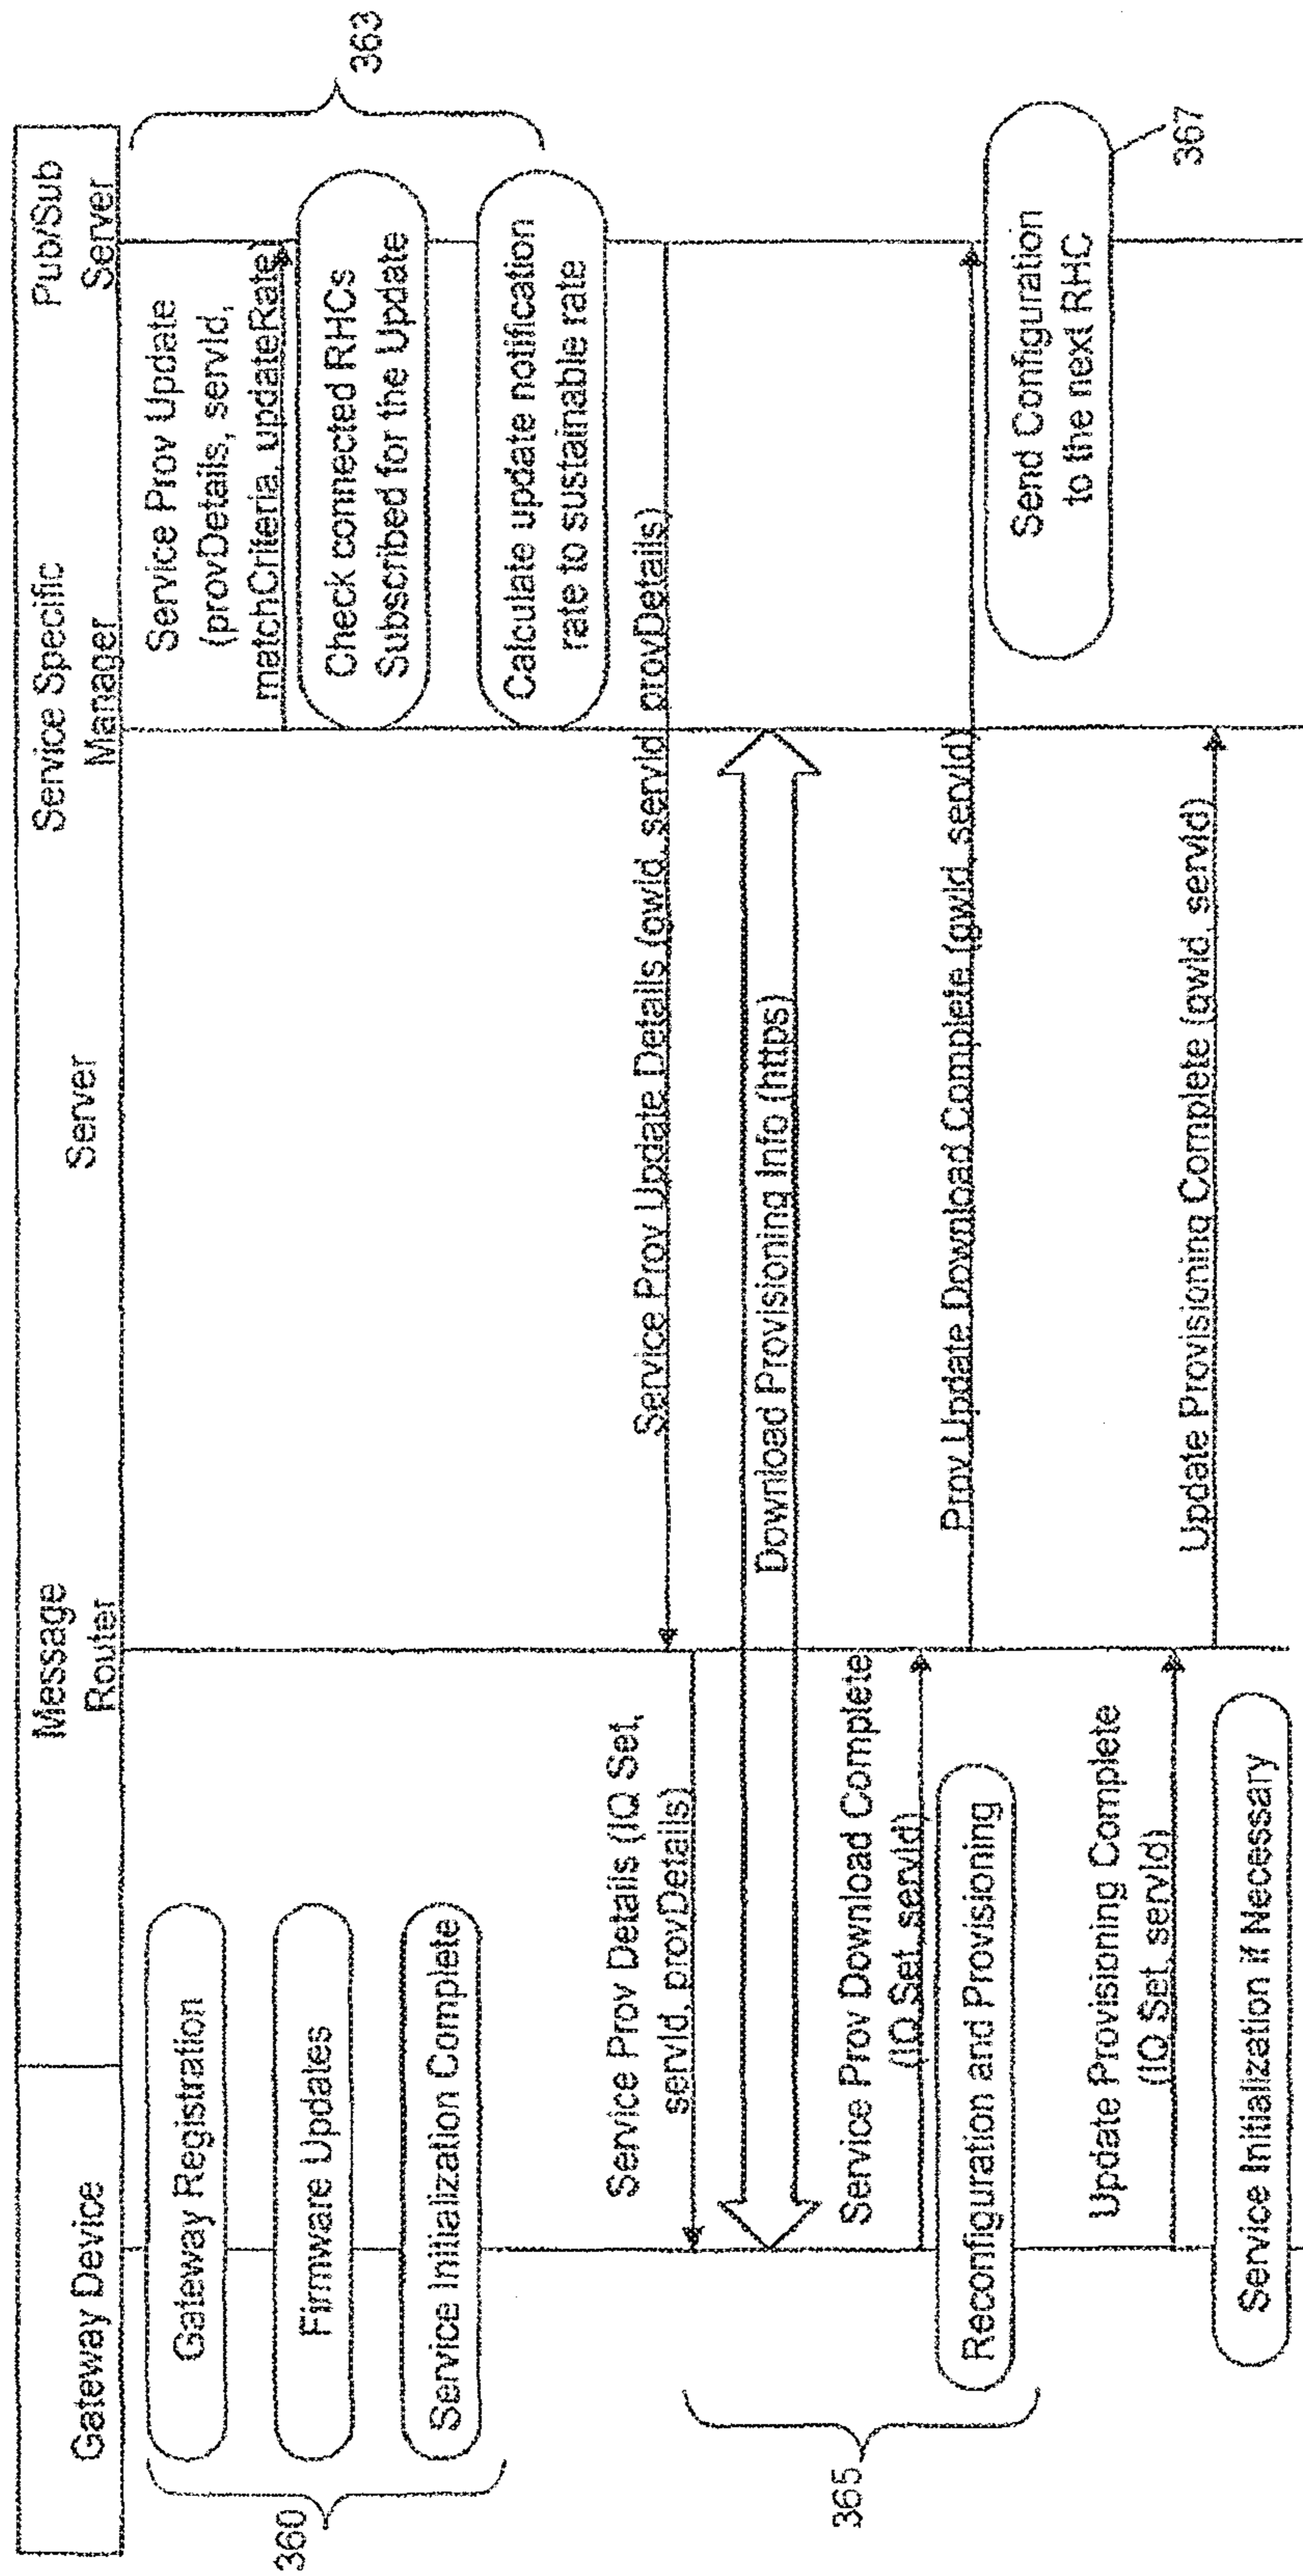 Gateway Device
Message
Router
Server
Service Specific
Manager
Pub/Sub
Server
360
Gateway Registration
Firmware Updates
Service Initialization Complete
Service Prov Update
(provDetails, servId,
matchCriteria, updateRate)
Check connected RHCs
Subscribed for the Update
Calculate update notification
rate to sustainable rate
363
Service Prov Update Details (gwId, servId, provDetails)
Service Prov Details (IQ Set,
servId, provDetails)
365
Download Provisioning Info (https)
Service Prov Download Complete
(IQ Set, servId)
Prov Update Download Complete (gwId, servId)
Reconfiguration and Provisioning
Send Configuration
to the next RHC
367
Update Provisioning Complete
(IQ Set, servId)
Update Provisioning Complete (gwId, servId)
Service Initialization if Necessary